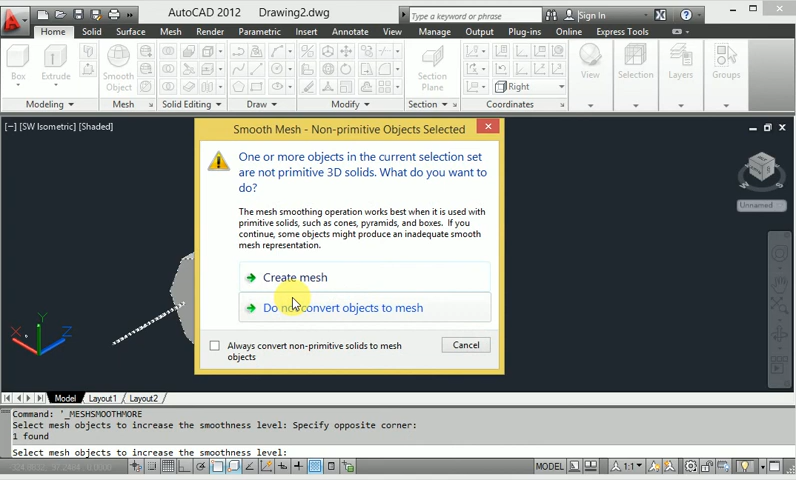 AutoCAD 2012 Drawing2.dwg
Type a keyword or phrase
Sign In
Home Solid Surface Mesh Render Parametric Insert Annotate View Manage Output Plug-ins Online Express Tools
Box
Extrude
Smooth Object
Section Plane
Right
View
Selection
Layers
Groups
Modeling
Mesh
Solid Editing
Draw
Modify
Section
Coordinates
[−] [SW Isometric] [Shaded]
Smooth Mesh - Non-primitive Objects Selected
One or more objects in the current selection set
are not primitive 3D solids. What do you want to
do?
The mesh smoothing operation works best when it is used with
primitive solids, such as cones, pyramids, and boxes. If you
continue, some objects might produce an inadequate smooth
mesh representation.
Create mesh
Do not convert objects to mesh
Always convert non-primitive solids to mesh
objects
Cancel
W S
Unnamed
X Y Z
Model Layout1 Layout2
Command: '_MESHSMOOTHMORE
Select mesh objects to increase the smoothness level: Specify opposite corner:
1 found
Select mesh objects to increase the smoothness level:
MODEL
1:1